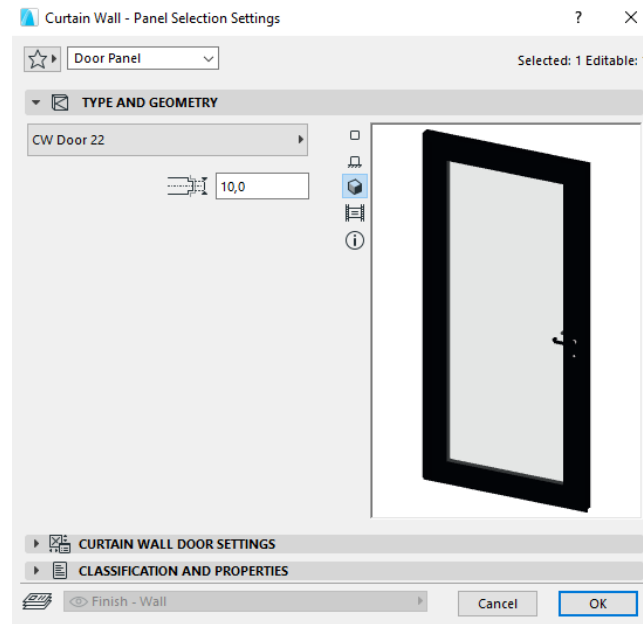 Curtain Wall - Panel Selection Settings
?
Door Panel
Selected: 1 Editable:
TYPE AND GEOMETRY
CW Door 22
10,0
CURTAIN WALL DOOR SETTINGS
CLASSIFICATION AND PROPERTIES
Finish - Wall
Cancel
OK